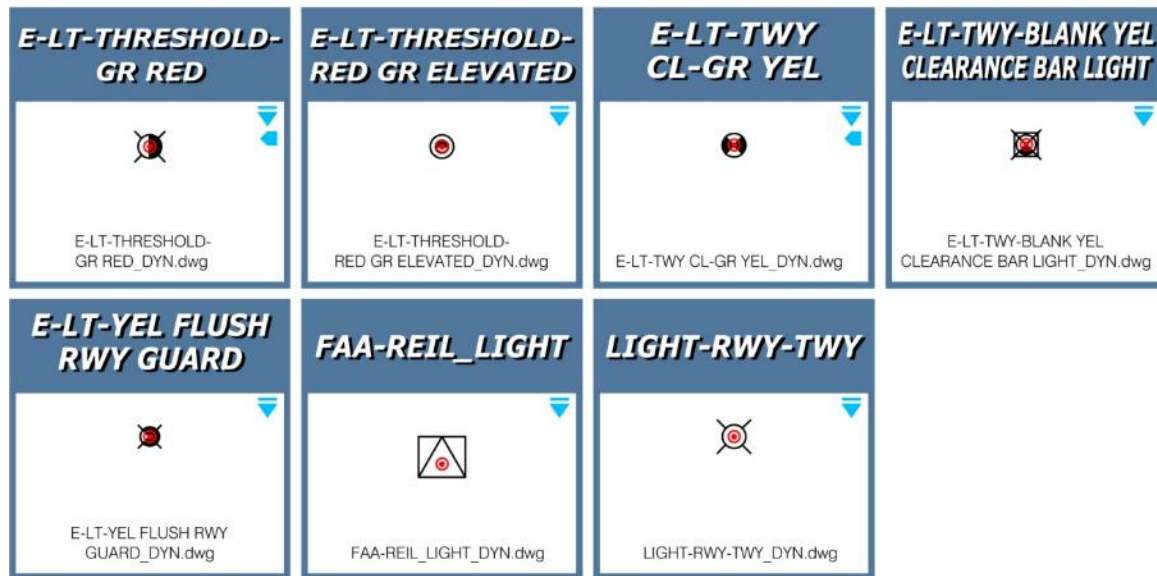 E-LT-THRESHOLD-
GR RED
E-LT-THRESHOLD-
GR RED_DYN.dwg
E-LT-THRESHOLD-
RED GR ELEVATED
E-LT-THRESHOLD-
RED GR ELEVATED_DYN.dwg
E-LT-TWY
CL-GR YEL
E-LT-TWY CL-GR YEL_DYN.dwg
E-LT-TWY-BLANK YEL
CLEARANCE BAR LIGHT
E-LT-TWY-BLANK YEL
CLEARANCE BAR LIGHT_DYN.dwg
E-LT-YEL FLUSH
RWY GUARD
E-LT-YEL FLUSH RWY
GUARD_DYN.dwg
FAA-REIL_LIGHT
FAA-REIL_LIGHT_DYN.dwg
LIGHT-RWY-TWY
LIGHT-RWY-TWY_DYN.dwg